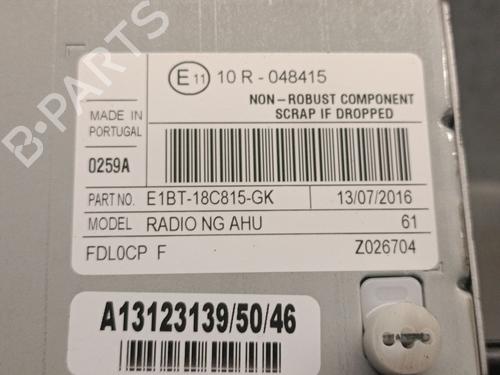 E11 10 R - 048415
NON - ROBUST COMPONENT
SCRAP IF DROPPED
MADE IN
PORTUGAL
0259A
PART NO. E1BT-18C815-GK 13/07/2016
MODEL RADIO NG AHU 61
FDL0CP F Z026704
A13123139/50/46
B-PARTS